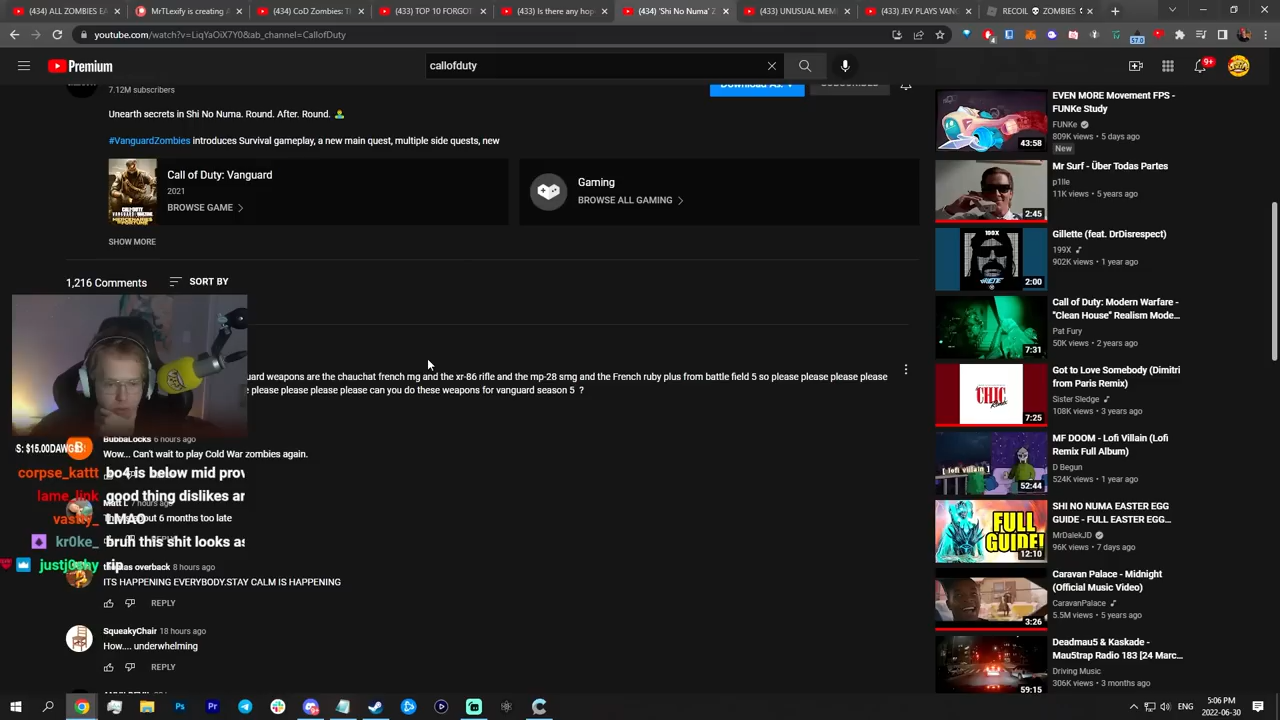 (434) ALL ZOMBIES EA
MrTLexify is creating
(434) CoD Zombies: Ti
(433) TOP 10 FORGOT
(433) Is there any hop
(434) 'Shi No Numa' Z
(433) UNUSUAL MEM
(433) JEV PLAYS VANG
RECOIL ZOMBIES
youtube.com/watch?v=LiqYaOiX7Y0&ab_channel=CallofDuty
Premium
callofduty
9+
7.12M subscribers
Unearth secrets in Shi No Numa. Round. After. Round.
#VanguardZombies introduces Survival gameplay, a new main quest, multiple side quests, new
Call of Duty: Vanguard
2021
BROWSE GAME
Gaming
BROWSE ALL GAMING
SHOW MORE
1,216 Comments
SORT BY
uard weapons are the chauchat french mg and the xr-86 rifle and the mp-28 smg and the French ruby plus from battle field 5 so please please please please
please please please please can you do these weapons for vanguard season 5 ?
BubbaLocks 6 hours ago
Wow... Can't wait to play Cold War zombies again.
S: $15.00DAWGE
corpse_kattt bo4 is below mid prov
lame_link good thing dislikes ar
Matt L 7 hours ago
vastly_ LMAO
out 6 months too late
kr0ke_ bruh this shit looks as
justj0shy rip
overback 8 hours ago
ITS HAPPENING EVERYBODY.STAY CALM IS HAPPENING
REPLY
SqueakyChair 18 hours ago
How.... underwhelming
REPLY
EVEN MORE Movement FPS -
FUNKe Study
FUNKe
809K views • 5 days ago
New
43:58
Mr Surf - Über Todas Partes
p1lle
11K views • 5 years ago
2:45
Gillette (feat. DrDisrespect)
199X
902K views • 1 year ago
2:00
Call of Duty: Modern Warfare -
"Clean House" Realism Mode...
Pat Fury
50K views • 2 years ago
7:31
Got to Love Somebody (Dimitri
from Paris Remix)
Sister Sledge
108K views • 3 years ago
CHIC
7:25
MF DOOM - Lofi Villain (Lofi
Remix Full Album)
D Begun
524K views • 1 year ago
[ lofi villain ]
52:44
SHI NO NUMA EASTER EGG
GUIDE - FULL EASTER EGG...
MrDalekJD
96K views • 7 days ago
FULL
GUIDE!
12:10
Caravan Palace - Midnight
(Official Music Video)
CaravanPalace
5.5M views • 5 years ago
3:26
Deadmau5 & Kaskade -
Mau5trap Radio 183 [24 Marc...
Driving Music
306K views • 3 months ago
59:15
5:06 PM
2022-06-30